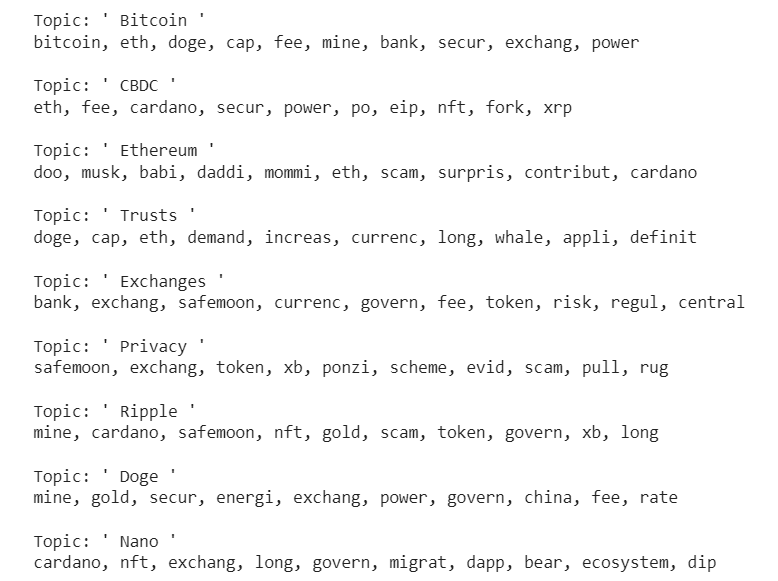 Topic: ' Bitcoin '
bitcoin, eth, doge, cap, fee, mine, bank, secur, exchang, power
Topic: ' CBDC '
eth, fee, cardano, secur, power, po, eip, nft, fork, xrp
Topic: ' Ethereum '
doo, musk, babi, daddi, mommi, eth, scam, surpris, contribut, cardano
Topic: ' Trusts '
doge, cap, eth, demand, increas, currenc, long, whale, appli, definit
Topic: ' Exchanges '
bank, exchang, safemoon, currenc, govern, fee, token, risk, regul, central
Topic: ' Privacy '
safemoon, exchang, token, xb, ponzi, scheme, evid, scam, pull, rug
Topic: ' Ripple '
mine, cardano, safemoon, nft, gold, scam, token, govern, xb, long
Topic: ' Doge '
mine, gold, secur, energi, exchang, power, govern, china, fee, rate
Topic: ' Nano '
cardano, nft, exchang, long, govern, migrat, dapp, bear, ecosystem, dip